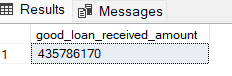 Results Messages
good_loan_received_amount
1 435786170